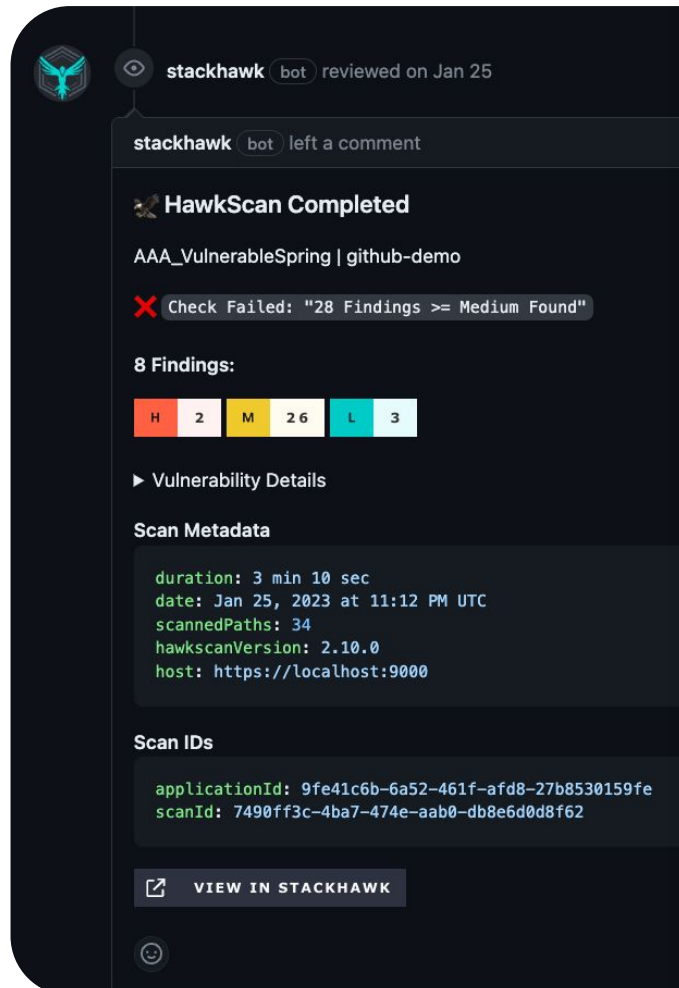 stackhawk bot reviewed on Jan 25
stackhawk bot left a comment
HawkScan Completed
AAA_VulnerableSpring | github-demo
Check Failed: "28 Findings >= Medium Found"
8 Findings:
H 2 M 26 L 3
Vulnerability Details
Scan Metadata
duration: 3 min 10 sec
date: Jan 25, 2023 at 11:12 PM UTC
scannedPaths: 34
hawkscanVersion: 2.10.0
host: https://localhost:9000
Scan IDs
applicationId: 9fe41c6b-6a52-461f-afd8-27b8530159fe
scanId: 7490ff3c-4ba7-474e-aab0-db8e6d0d8f62
VIEW IN STACKHAWK